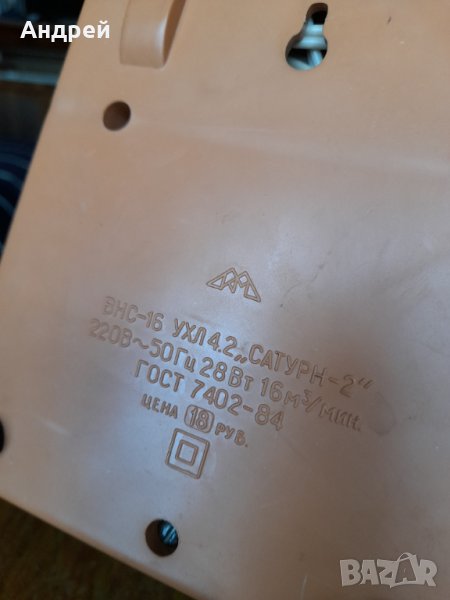 Андрей
ВНС-16 УХЛ 4.2 „САТУРН-2“
220В~50Гц 28Вт 16м³/мин.
ГОСТ 7402-84
ЦЕНА 18 РУБ.
BAZAR